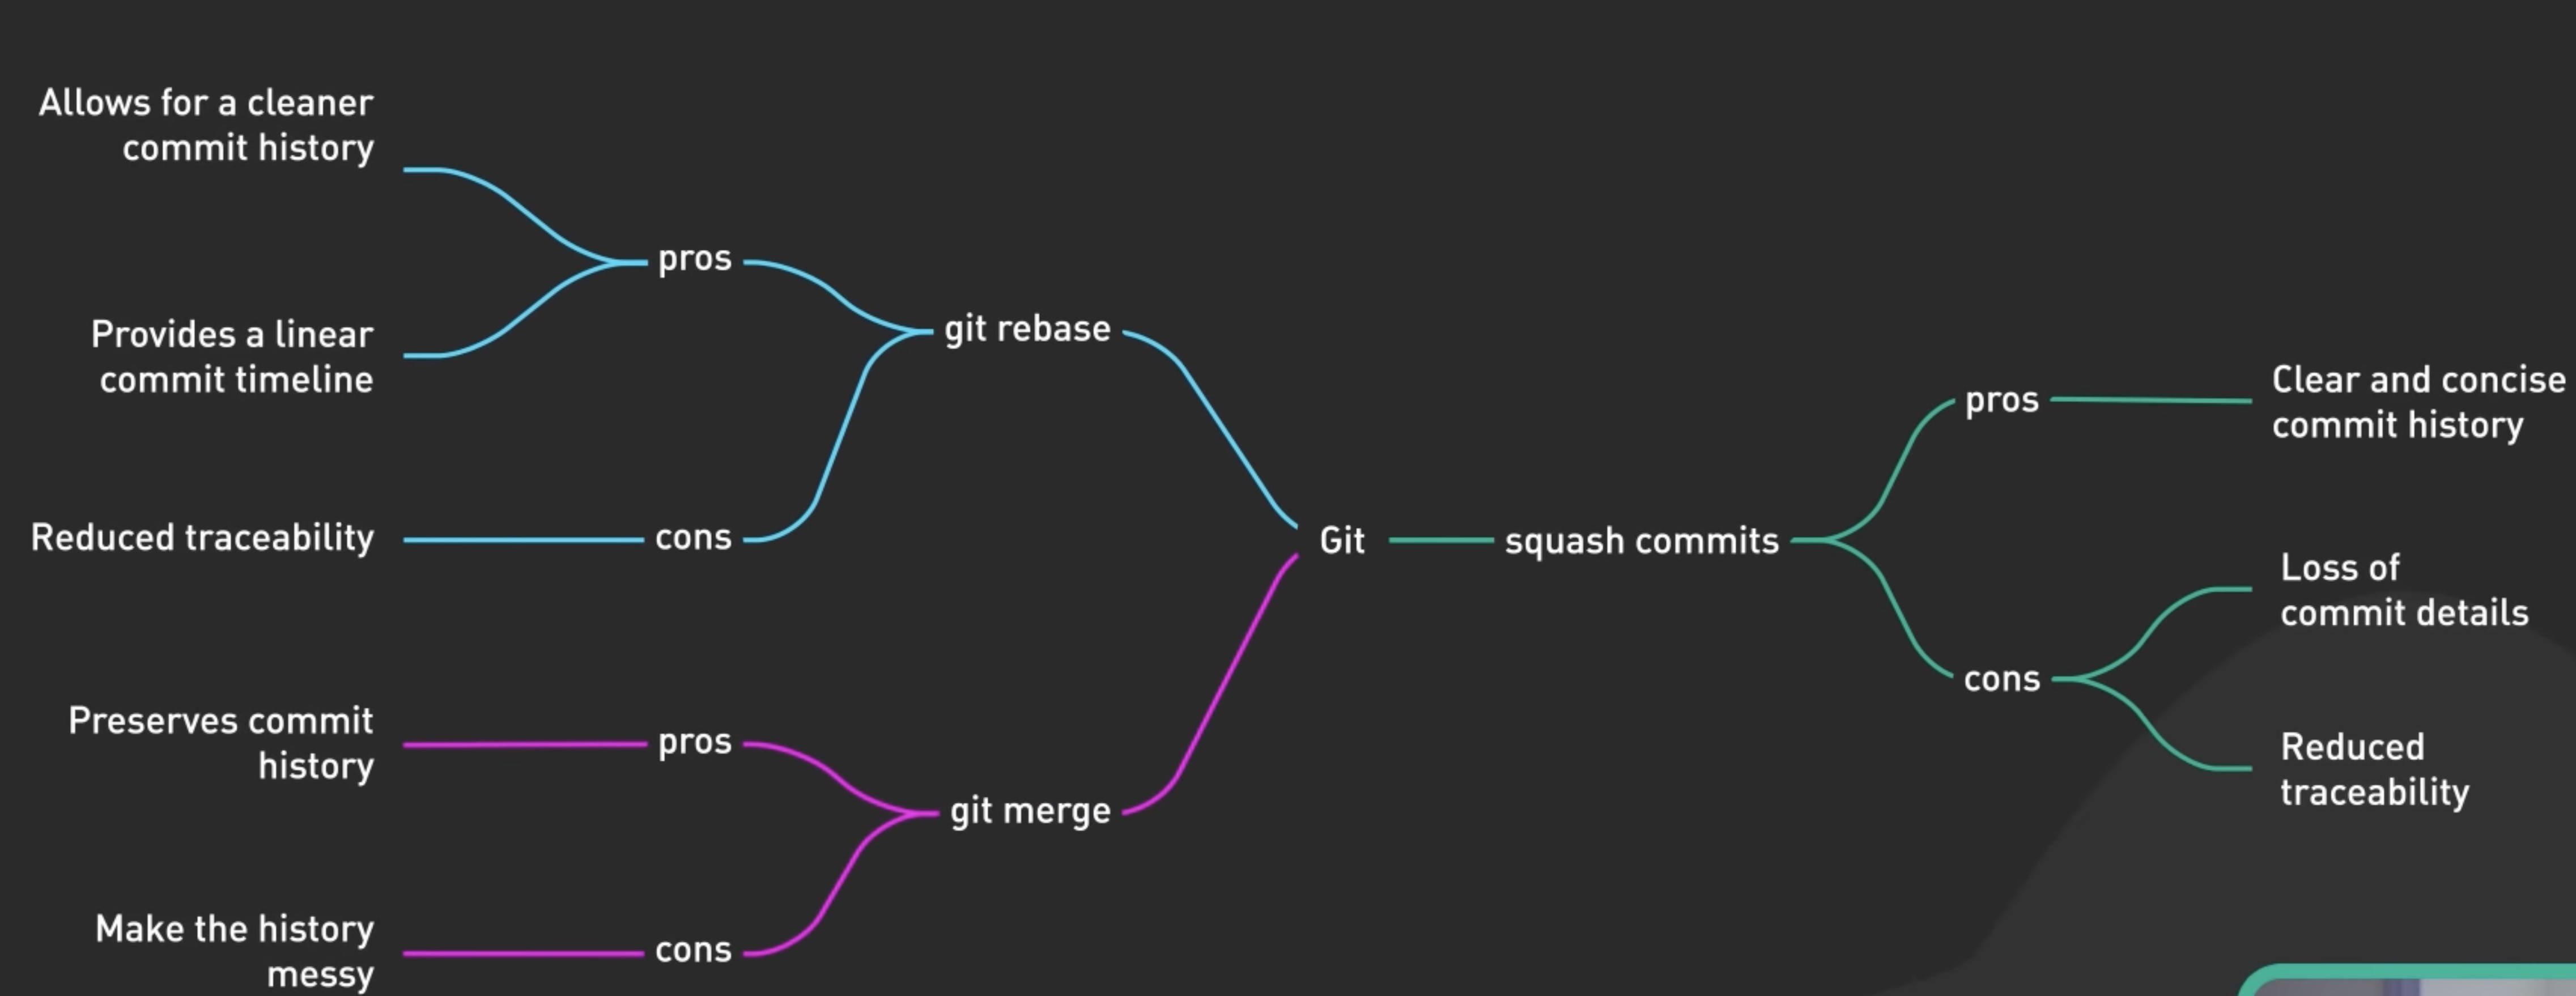 Allows for a cleaner
commit history
pros
Provides a linear
commit timeline
git rebase
Reduced traceability
cons
Preserves commit
history
pros
git merge
Make the history
messy
cons
Git
squash commits
pros
Clear and concise
commit history
cons
Loss of
commit details
Reduced
traceability